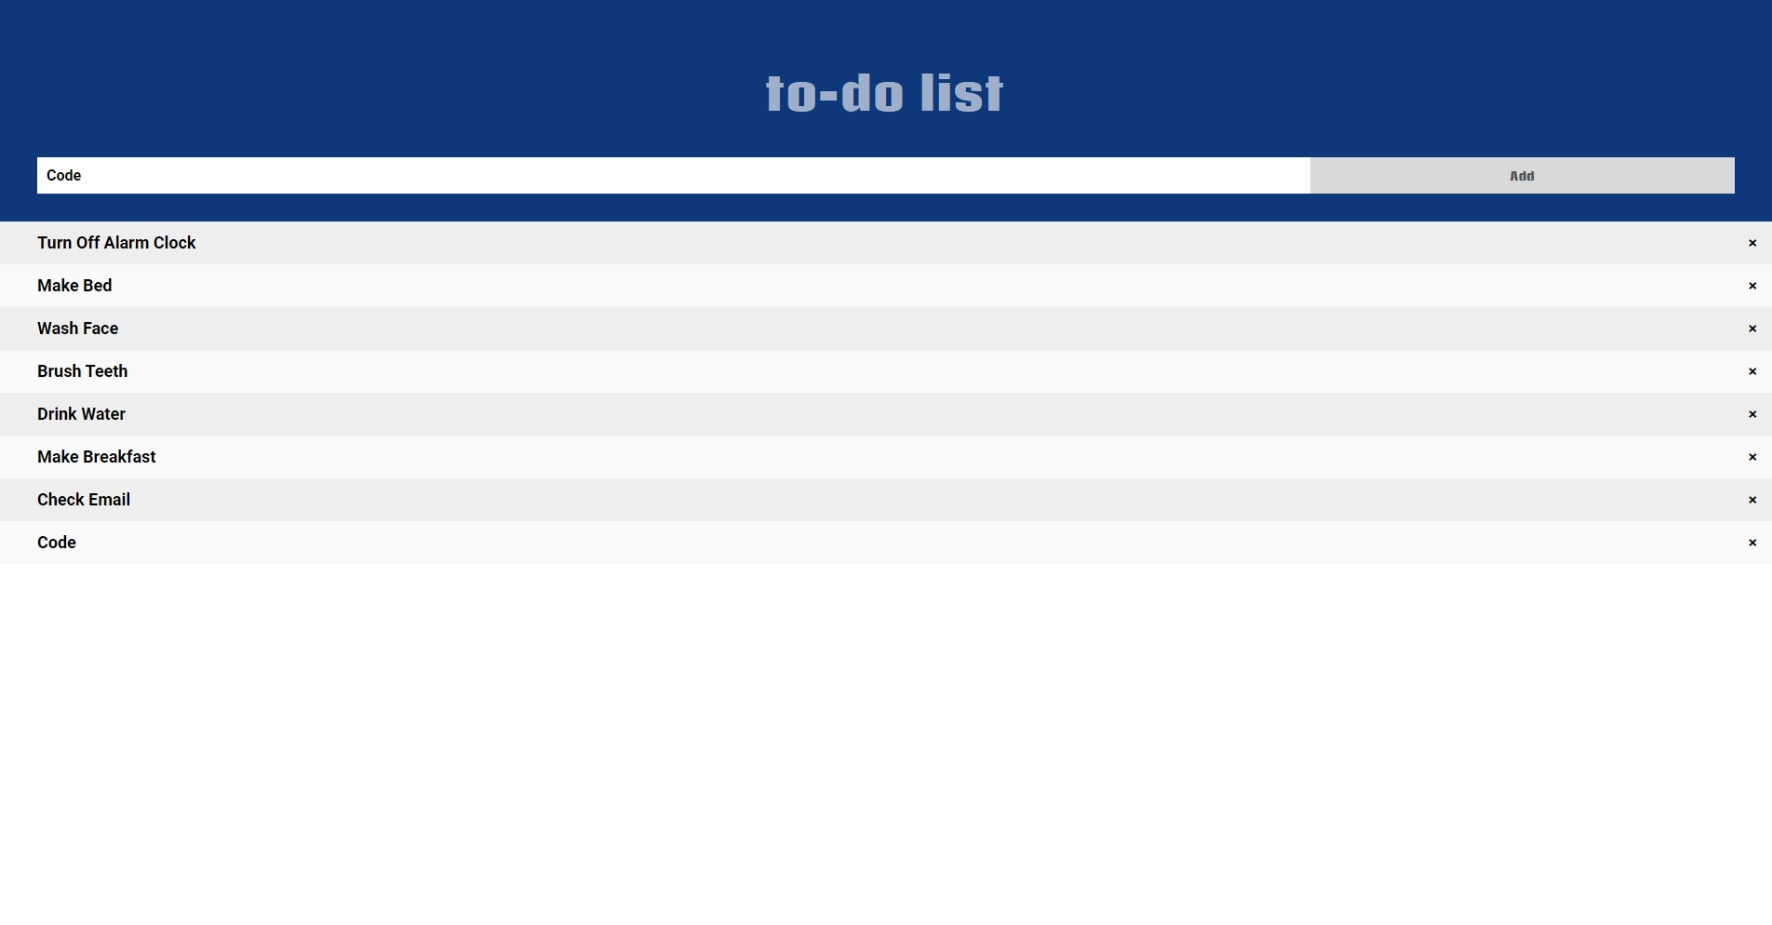 to-do list
Code
Add
Turn Off Alarm Clock ×
Make Bed ×
Wash Face ×
Brush Teeth ×
Drink Water ×
Make Breakfast ×
Check Email ×
Code ×